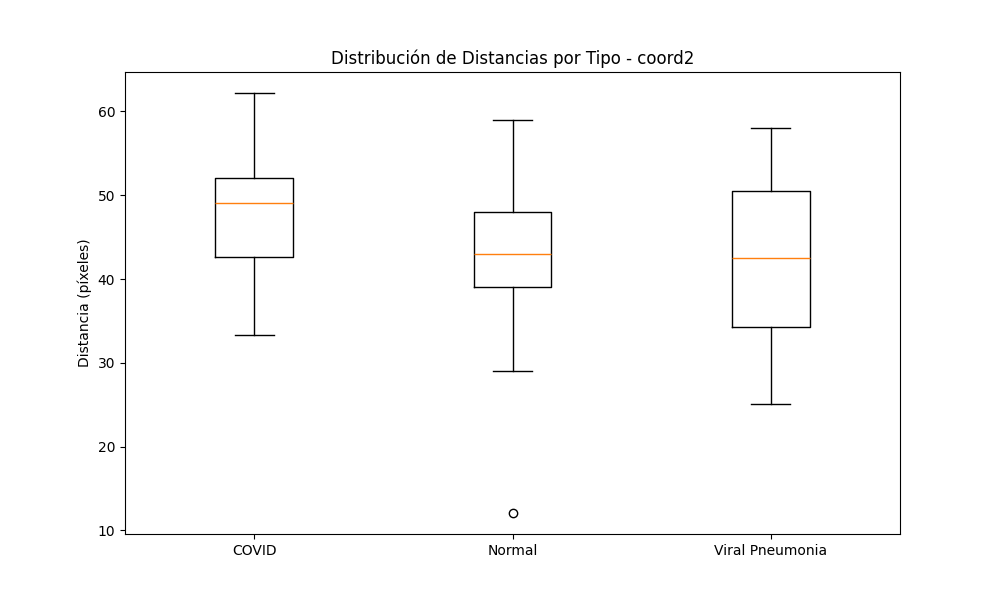 Distribución de Distancias por Tipo - coord2
Distancia (píxeles)
60
50
40
30
20
10
COVID
Normal
Viral Pneumonia